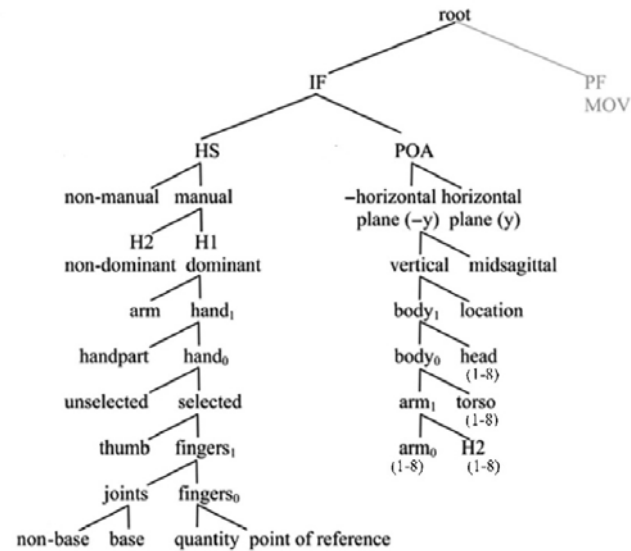 root
IF PF
MOV
HS POA
non-manual manual −horizontal horizontal
plane (−y) plane (y)
H2 H1
non-dominant dominant vertical midsagittal
arm hand₁ body₁ location
handpart hand₀ body₀ head
(1-8)
unselected selected arm₁ torso
(1-8)
thumb fingers₁ arm₀ H2
(1-8) (1-8)
joints fingers₀
non-base base quantity point of reference